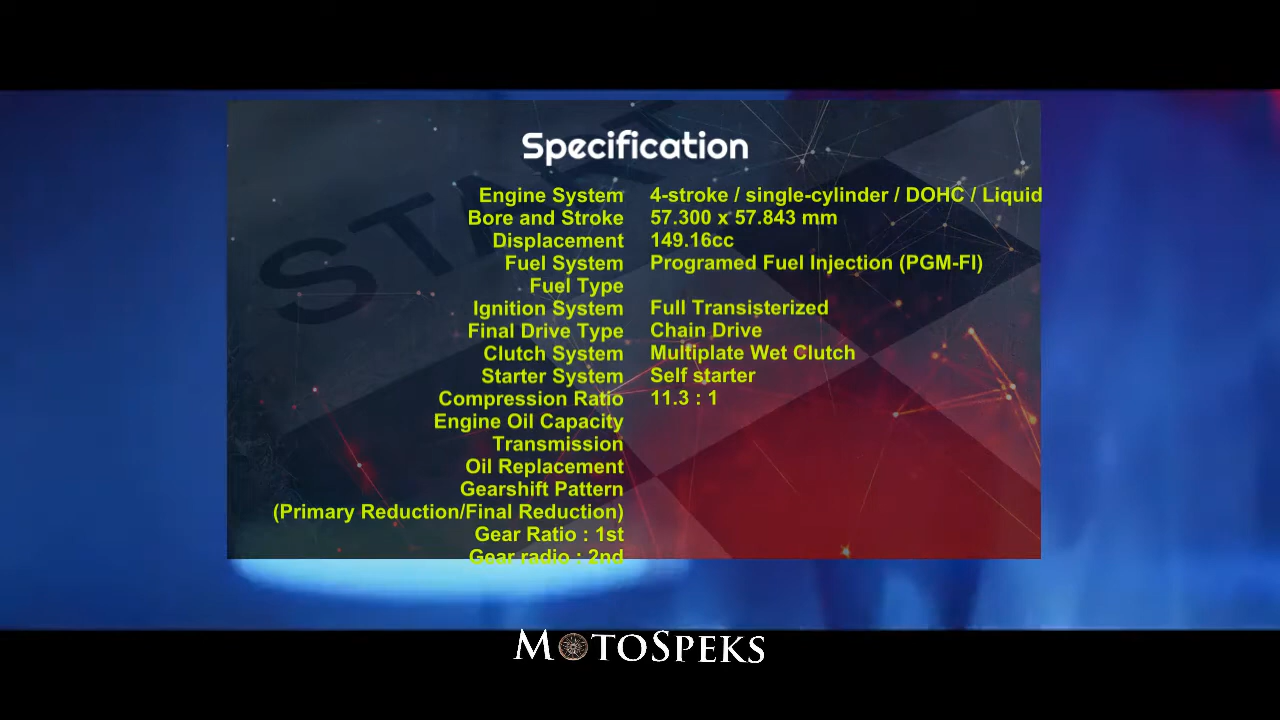 START
Specification
Engine System 4-stroke / single-cylinder / DOHC / Liquid
Bore and Stroke 57.300 x 57.843 mm
Displacement 149.16cc
Fuel System Programed Fuel Injection (PGM-FI)
Fuel Type
Ignition System Full Transisterized
Final Drive Type Chain Drive
Clutch System Multiplate Wet Clutch
Starter System Self starter
Compression Ratio 11.3 : 1
Engine Oil Capacity
Transmission
Oil Replacement
Gearshift Pattern
(Primary Reduction/Final Reduction)
Gear Ratio : 1st
Gear radio : 2nd
MOTOSPEKS